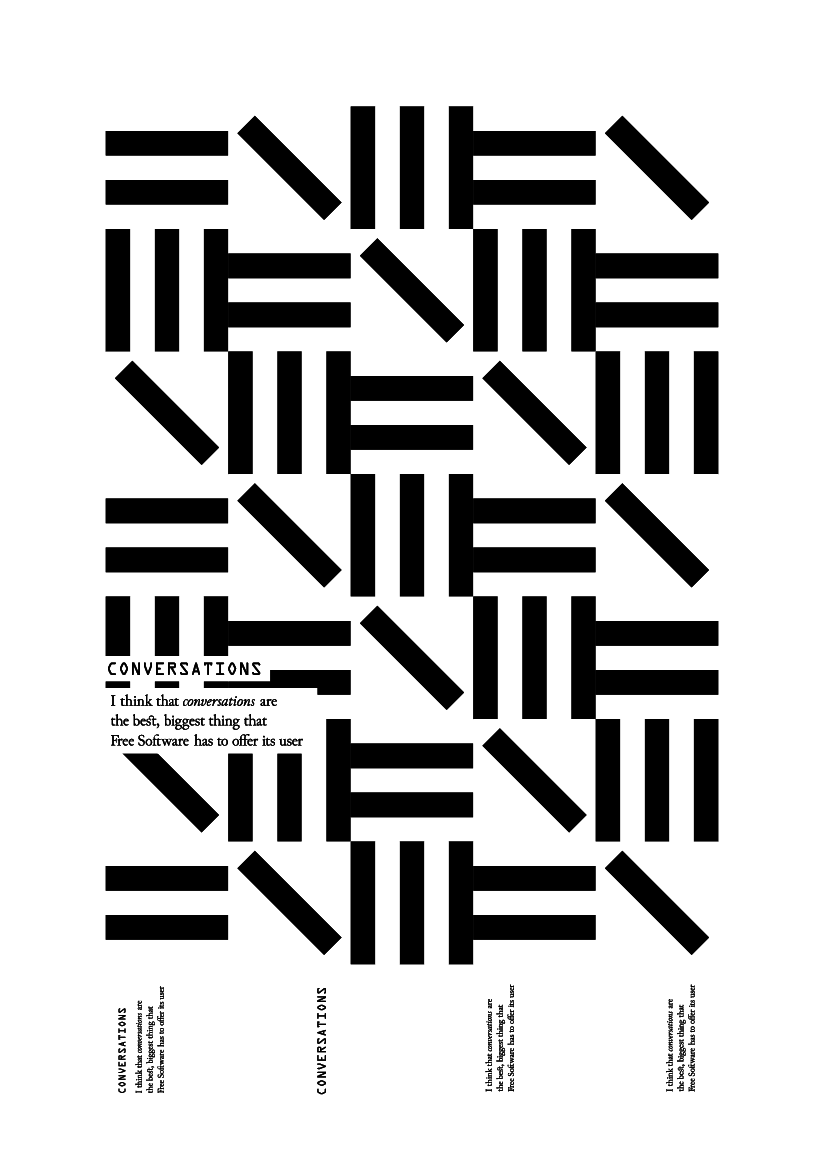 CONVERSATIONS
I think that conversations are
the best, biggest thing that
Free Software has to offer its user
CONVERSATIONS
I think that conversations are
the best, biggest thing that
Free Software has to offer its user
CONVERSATIONS
I think that conversations are
the best, biggest thing that
Free Software has to offer its user
I think that conversations are
the best, biggest thing that
Free Software has to offer its user